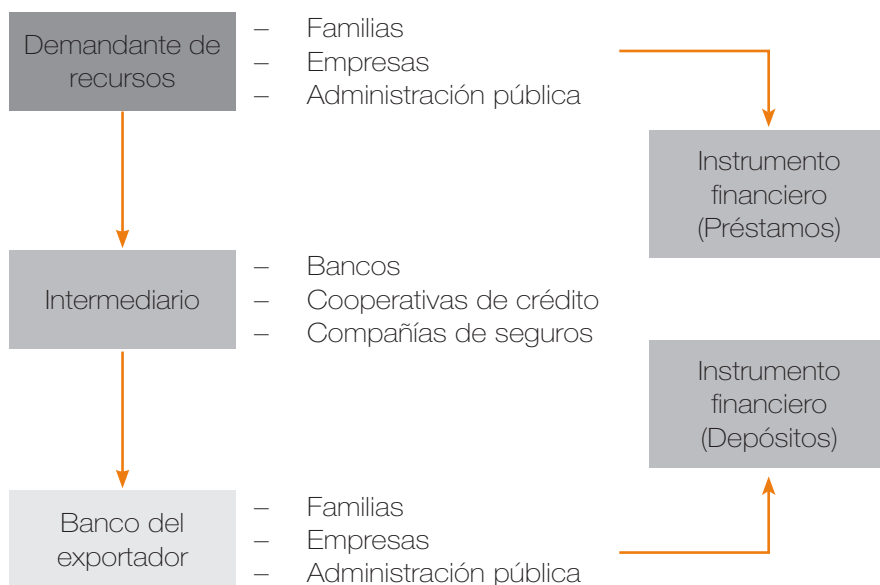 Demandante de
recursos
– Familias
– Empresas
– Administración pública
Instrumento
financiero
(Préstamos)
Intermediario
– Bancos
– Cooperativas de crédito
– Compañías de seguros
Instrumento
financiero
(Depósitos)
Banco del
exportador
– Familias
– Empresas
– Administración pública